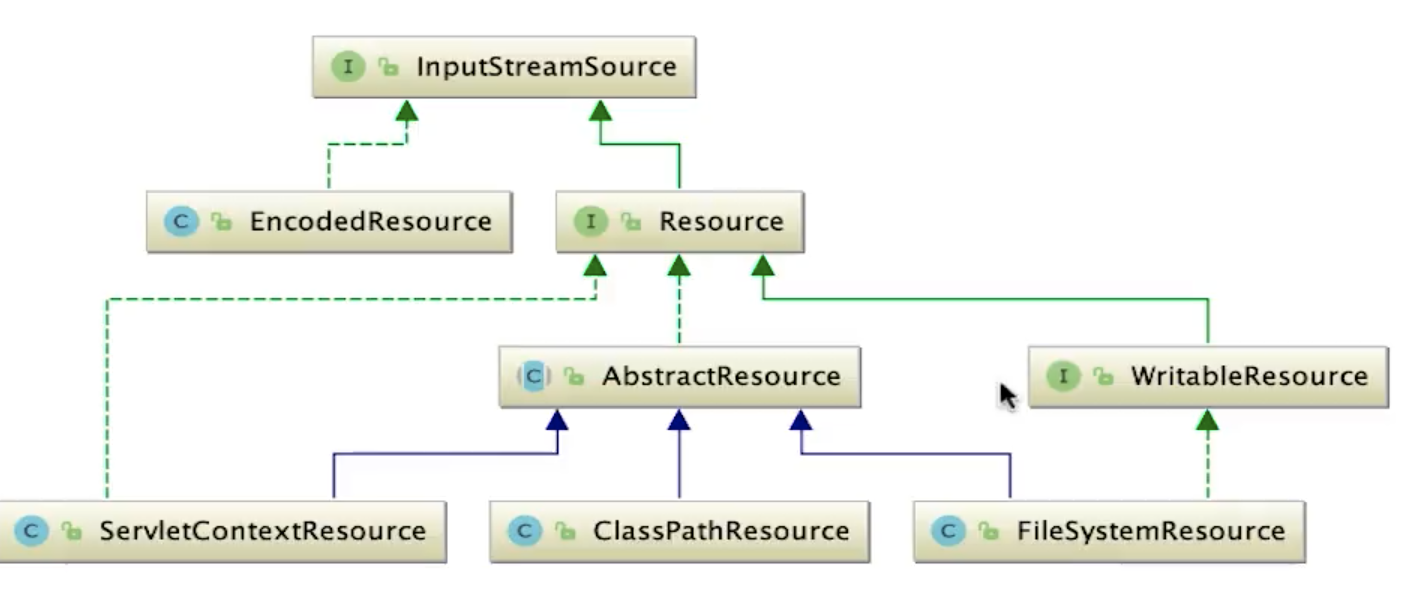 I InputStreamSource
C EncodedResource
I Resource
C AbstractResource
I WritableResource
C ServletContextResource
C ClassPathResource
C FileSystemResource